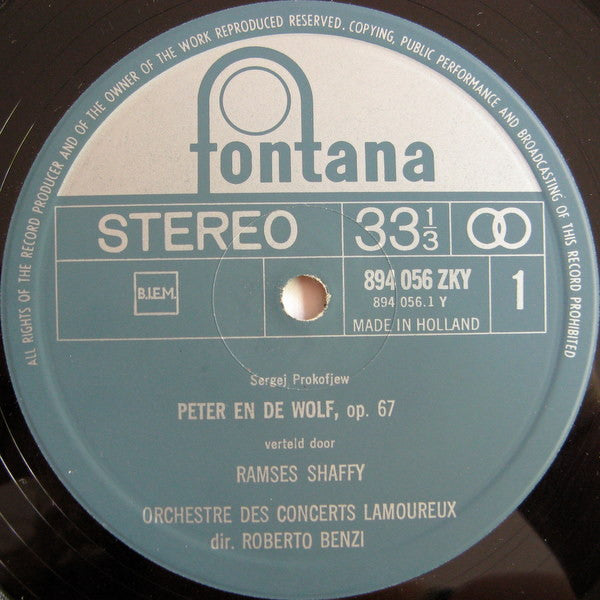 ALL RIGHTS OF THE RECORD PRODUCER AND OF THE OWNER OF THE WORK REPRODUCED RESERVED. COPYING, PUBLIC PERFORMANCE AND BROADCASTING OF THIS RECORD PROHIBITED
fontana
STEREO 33⅓
B.I.E.M. 894 056 ZKY 1
894 056.1 Y
MADE IN HOLLAND
Sergej Prokofjew
PETER EN DE WOLF, op. 67
verteld door
RAMSES SHAFFY
ORCHESTRE DES CONCERTS LAMOUREUX
dir. ROBERTO BENZI